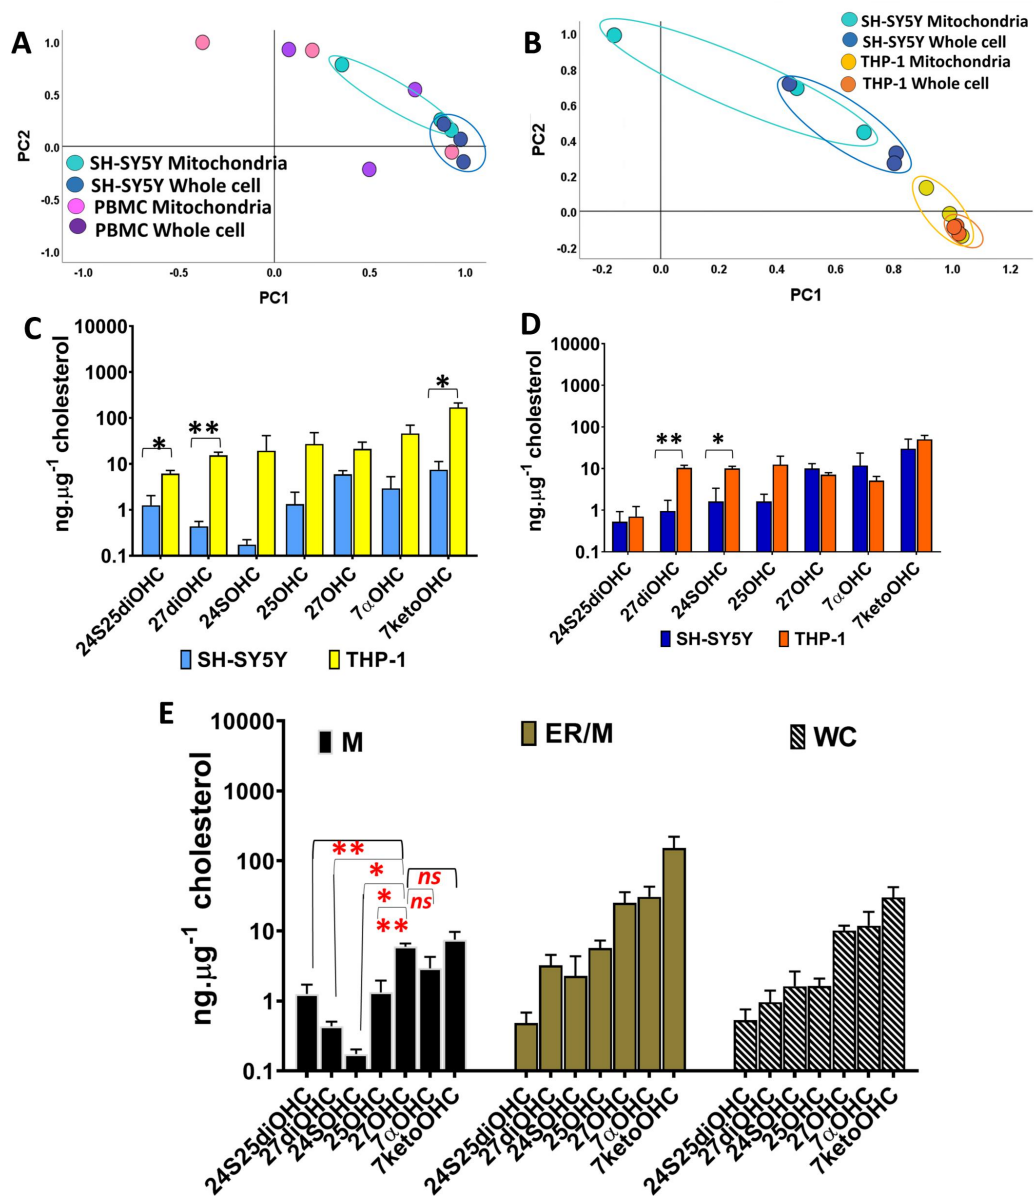 A
PC2
1.0
0.5
0.0
-0.5
-1.0
SH-SY5Y Mitochondria
SH-SY5Y Whole cell
PBMC Mitochondria
PBMC Whole cell
-1.0
-0.5
0.0
0.5
1.0
PC1
B
PC2
1.0
0.8
0.6
0.4
0.2
0.0
-0.2
SH-SY5Y Mitochondria
SH-SY5Y Whole cell
THP-1 Mitochondria
THP-1 Whole cell
-0.2
0.0
0.2
0.4
0.6
0.8
1.0
1.2
PC1
C
ng.µg⁻¹ cholesterol
10000
1000
100
10
1
0.1
*
**
*
24S25diOHC
27diOHC
24SOHC
25OHC
27OHC
7αOHC
7ketoOHC
SH-SY5Y
THP-1
D
ng.µg⁻¹ cholesterol
10000
1000
100
10
1
0.1
**
*
24S25diOHC
27diOHC
24SOHC
25OHC
27OHC
7αOHC
7ketoOHC
SH-SY5Y
THP-1
E
ng.µg⁻¹ cholesterol
10000
1000
100
10
1
0.1
M
ER/M
WC
**
*
*
**
ns
ns
24S25diOHC
27diOHC
24SOHC
25OHC
27OHC
7αOHC
7ketoOHC
24S25diOHC
27diOHC
24SOHC
25OHC
27OHC
7αOHC
7ketoOHC
24S25diOHC
27diOHC
24SOHC
25OHC
27OHC
7αOHC
7ketoOHC